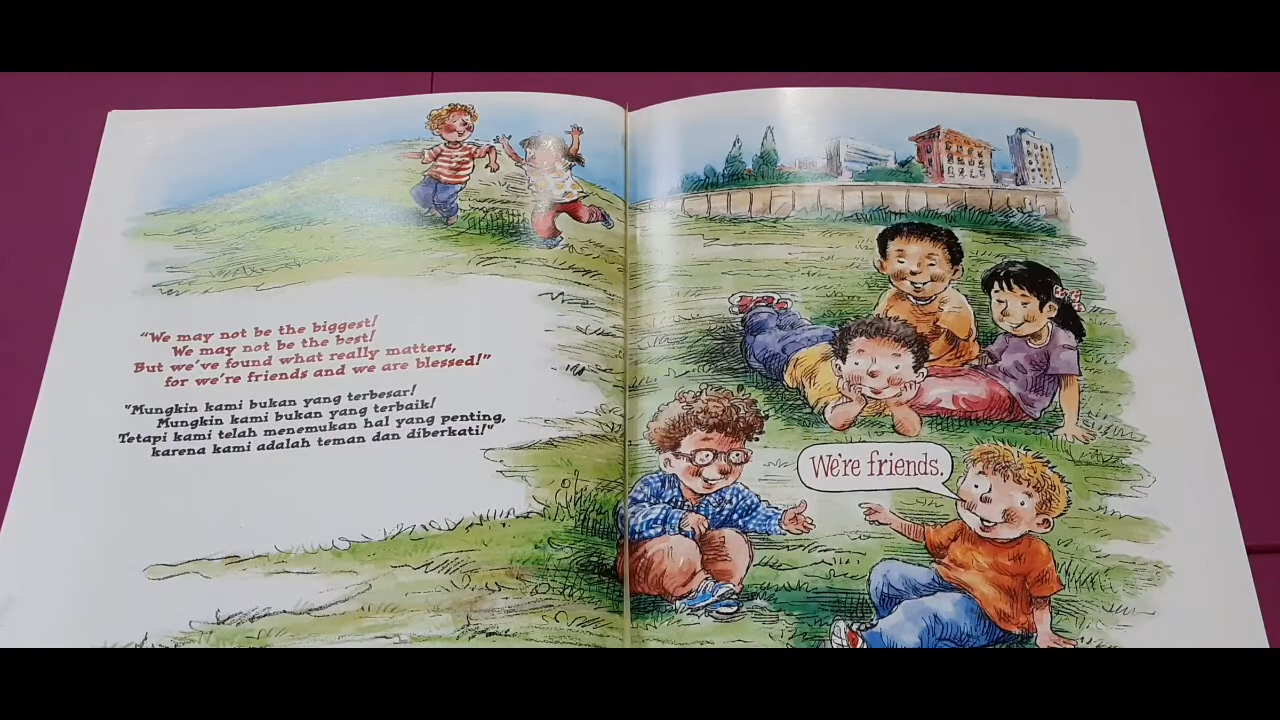 "We may not be the biggest!
We may not be the best!
But we've found what really matters,
for we're friends and we are blessed!"
"Mungkin kami bukan yang terbesar!
Mungkin kami bukan yang terbaik!
Tetapi kami telah menemukan hal yang penting,
karena kami adalah teman dan diberkati!"
We're friends.